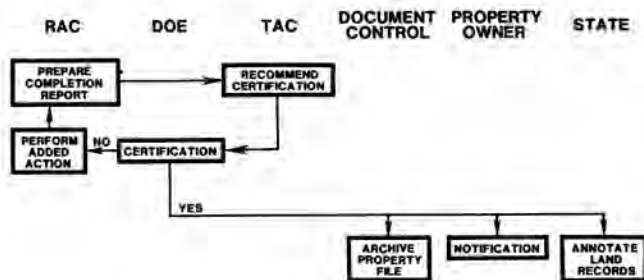 RAC DOE TAC DOCUMENT CONTROL PROPERTY OWNER STATE
PREPARE
COMPLETION
REPORT
RECOMMEND
CERTIFICATION
PERFORM
ADDED
ACTION
NO
CERTIFICATION
YES
ARCHIVE
PROPERTY
FILE
NOTIFICATION
ANNOTATE
LAND
RECORDS